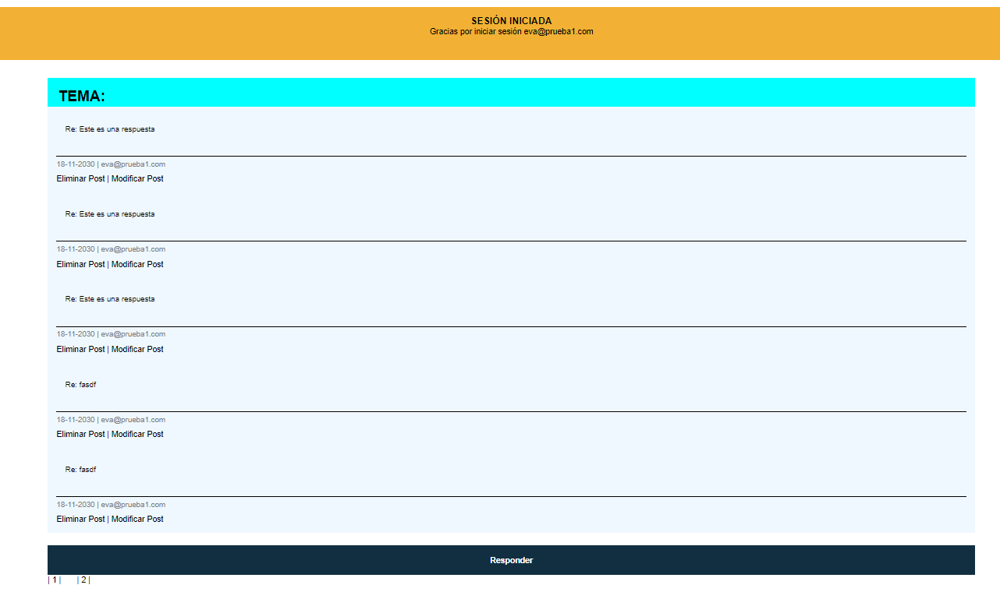 SESIÓN INICIADA
Gracias por iniciar sesión eva@prueba1.com
TEMA:
Re: Este es una respuesta
18-11-2030 | eva@prueba1.com
Eliminar Post | Modificar Post
Re: Este es una respuesta
18-11-2030 | eva@prueba1.com
Eliminar Post | Modificar Post
Re: Este es una respuesta
18-11-2030 | eva@prueba1.com
Eliminar Post | Modificar Post
Re: fasdf
18-11-2030 | eva@prueba1.com
Eliminar Post | Modificar Post
Re: fasdf
18-11-2030 | eva@prueba1.com
Eliminar Post | Modificar Post
Responder
| 1 | | 2 |